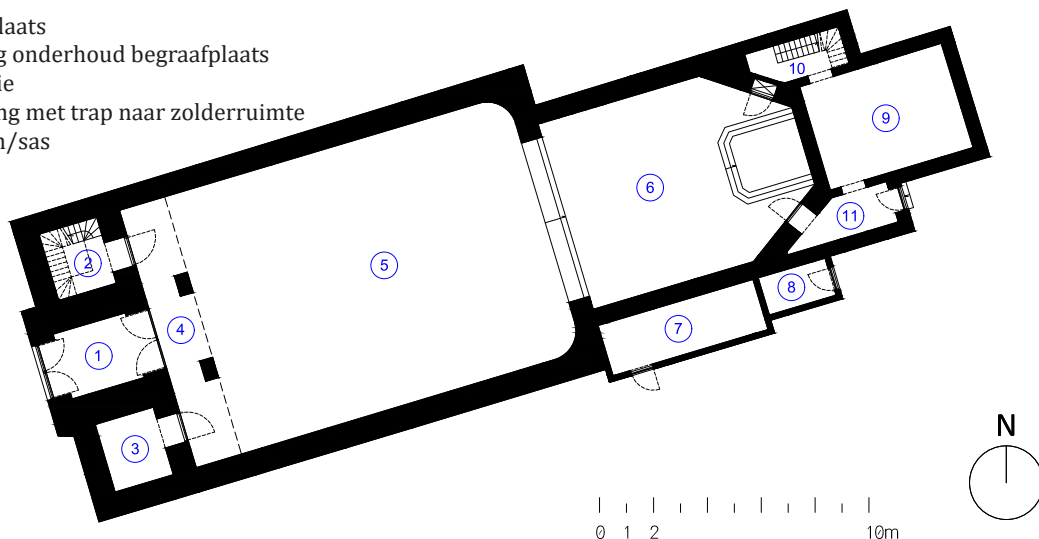 laats
g onderhoud begraafplaats
ie
ng met trap naar zolderruimte
n/sas
10
9
6
11
2
5
8
4
7
1
3
N
0 1 2 10m